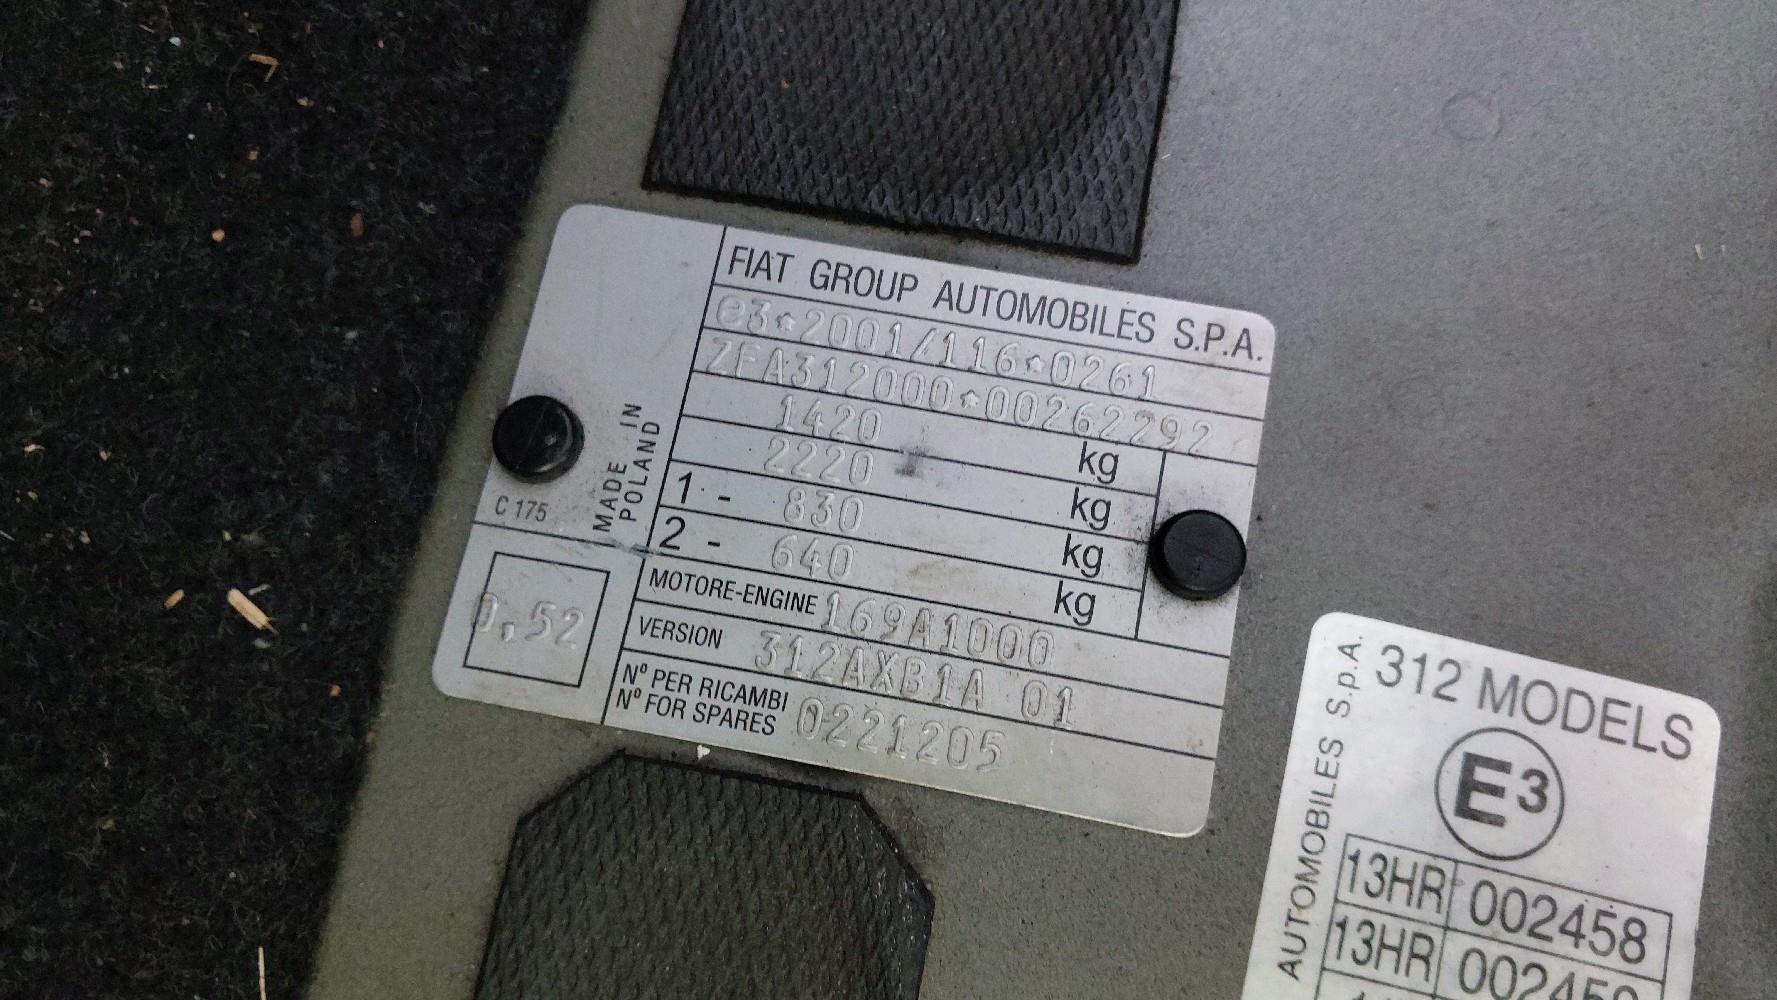 FIAT GROUP AUTOMOBILES S.P.A.
e3*2001/116*0261
ZFA312000*00262292
1420 kg
2220 kg
1 - 830 kg
2 - 640 kg
MOTORE-ENGINE 169A1000
VERSION 312AXB1A 01
N° PER RICAMBI
N° FOR SPARES 0221205
MADE IN
POLAND
C 175
0,52
AUTOMOBILES S.p.A.
312 MODELS
E3
13HR 002458
13HR